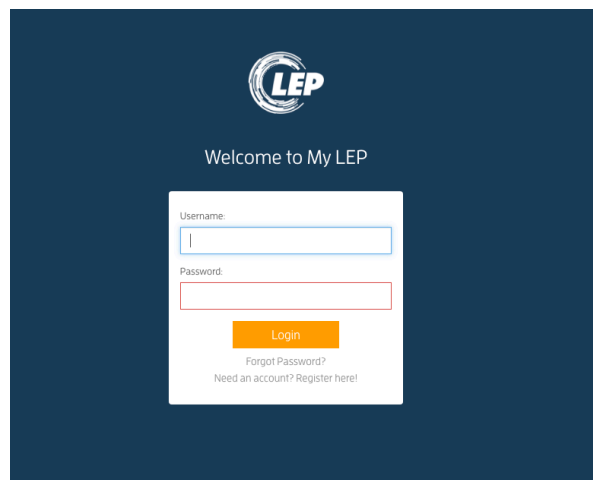 LEP
Welcome to My LEP
Username:
Password:
Login
Forgot Password?
Need an account? Register here!